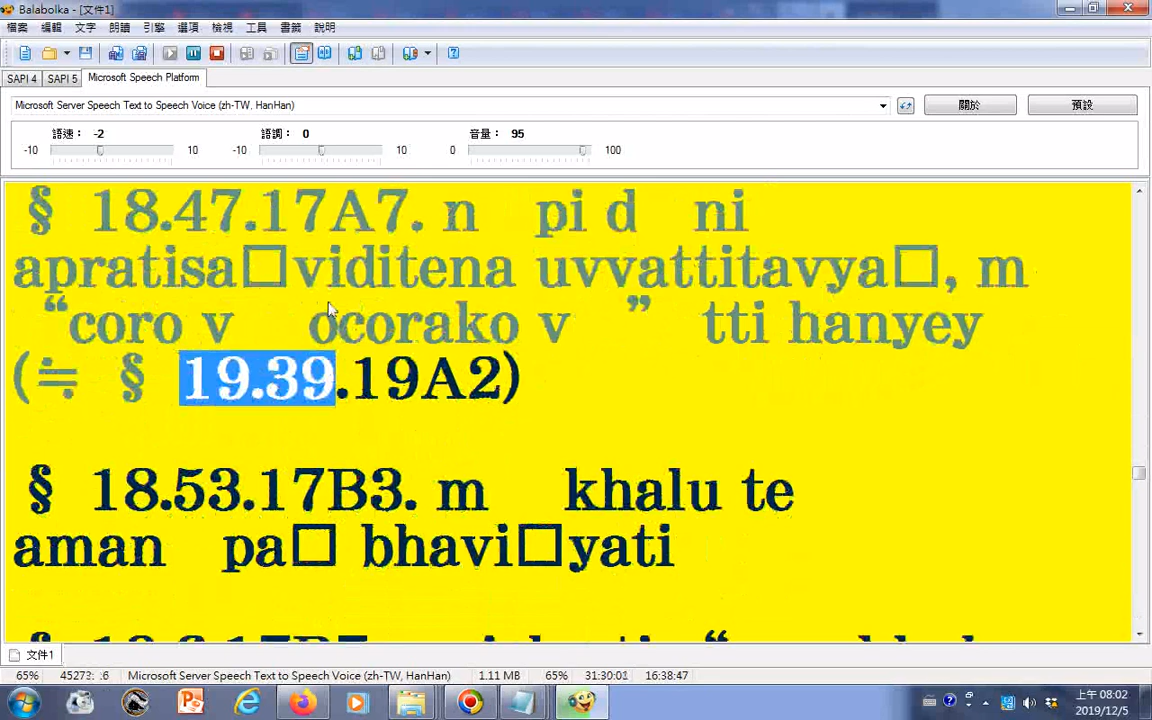 Balabolka - [文件1]
檔案 編輯 文字 朗讀 引擎 選項 檢視 工具 書籤 說明
SAPI 4 SAPI 5 Microsoft Speech Platform
Microsoft Server Speech Text to Speech Voice (zh-TW, HanHan) 關於 預設
語速： -2 語調： 0 音量： 95
-10 10 -10 10 0 100
§ 18.47.17A7. n pi d ni
apratisa□viditena uvvattitavya□, m
“coro v ocorako v ” tti hanyey
(≒ § 19.39.19A2)
§ 18.53.17B3. m khalu te
aman pa□ bhavi□yati
文件1
65% 45273: :6 Microsoft Server Speech Text to Speech Voice (zh-TW, HanHan) 1.11 MB 65% 31:30:01 16:38:47
上午 08:02
2019/12/5